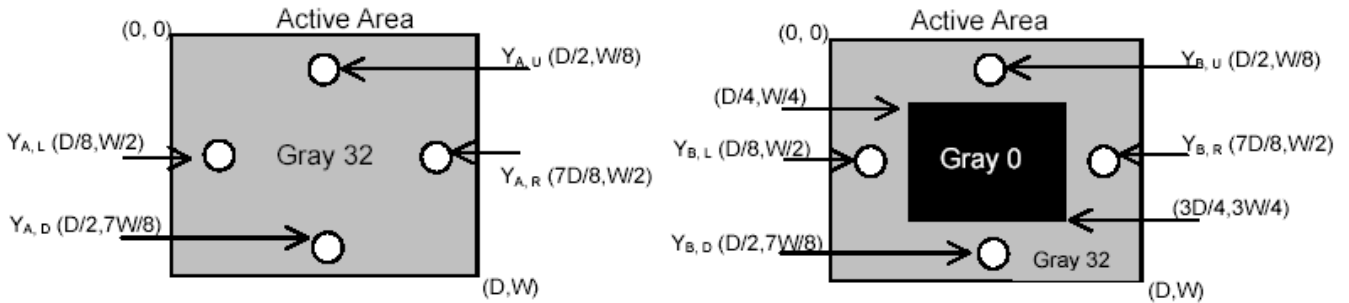 Active Area
(0, 0)
YA, U (D/2,W/8)
YA, L (D/8,W/2)
Gray 32
YA, R (7D/8,W/2)
YA, D (D/2,7W/8)
(D,W)
Active Area
(0, 0)
YB, U (D/2,W/8)
(D/4,W/4)
YB, L (D/8,W/2)
Gray 0
YB, R (7D/8,W/2)
(3D/4,3W/4)
YB, D (D/2,7W/8)
Gray 32
(D,W)